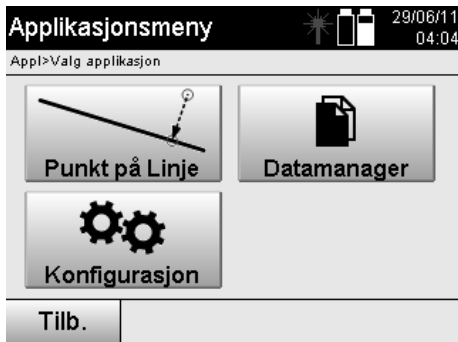 Applikasjonsmeny
29/06/11
04:04
Appl>Valg applikasjon
Punkt på Linje
Datamanager
Konfigurasjon
Tilb.